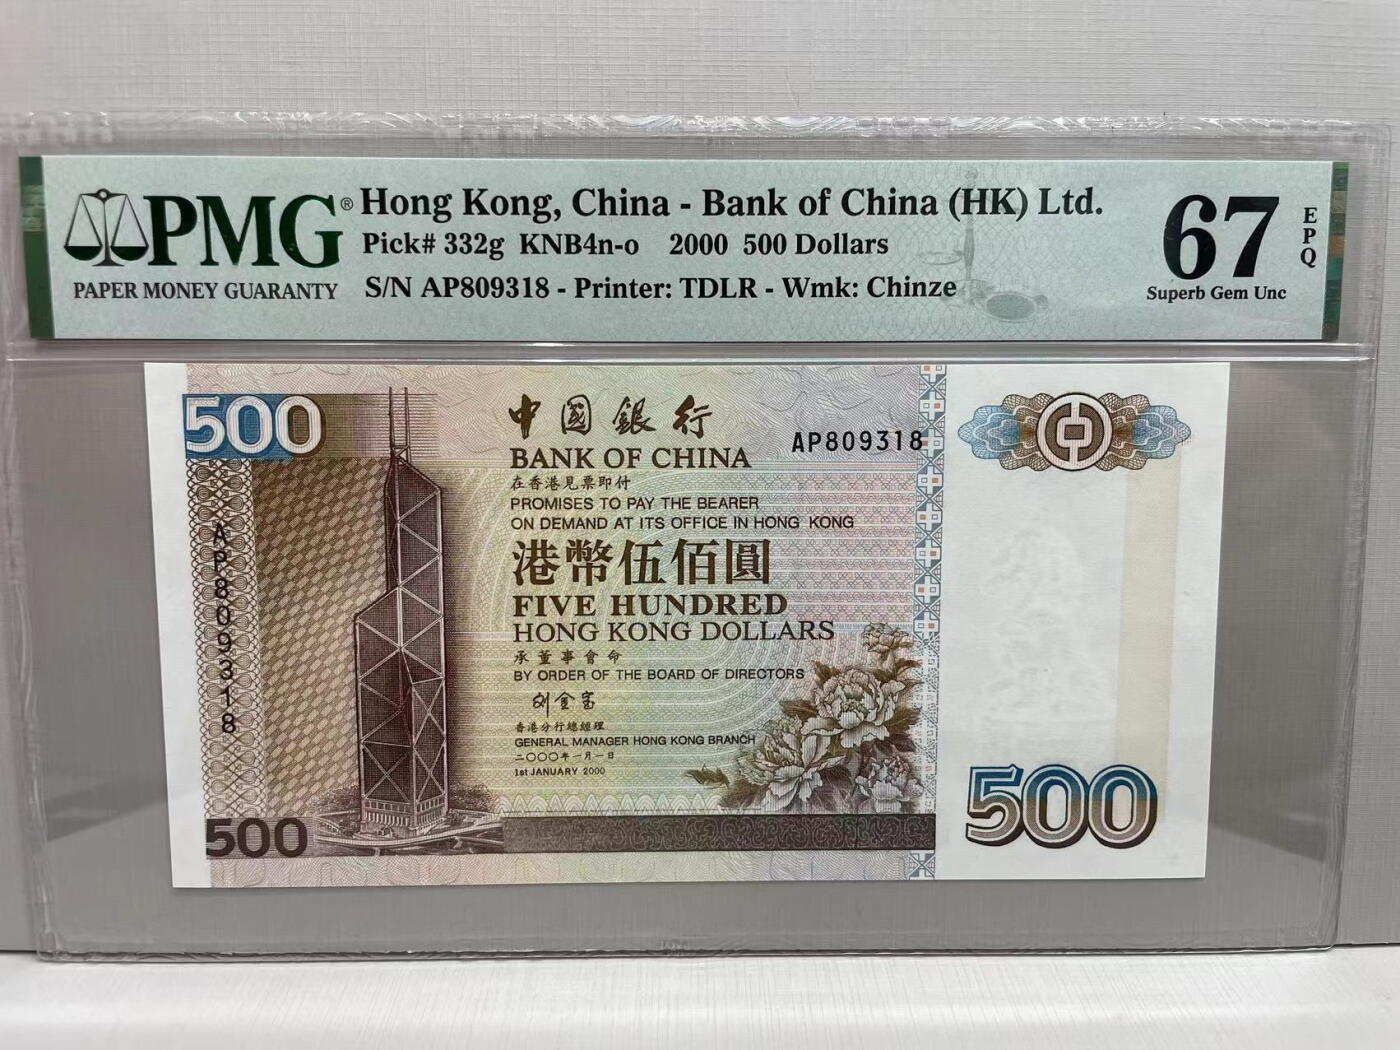 PMG®
PAPER MONEY GUARANTY
Hong Kong, China - Bank of China (HK) Ltd.
Pick# 332g KNB4n-o 2000 500 Dollars
S/N AP809318 - Printer: TDLR - Wmk: Chinze
67
EPQ
Superb Gem Unc
500
中國銀行
AP809318
BANK OF CHINA
在香港見票即付
PROMISES TO PAY THE BEARER
ON DEMAND AT ITS OFFICE IN HONG KONG
港幣伍佰圓
FIVE HUNDRED
HONG KONG DOLLARS
承董事會命
BY ORDER OF THE BOARD OF DIRECTORS
香港分行總經理
GENERAL MANAGER HONG KONG BRANCH
二〇〇〇年一月一日
1st JANUARY 2000
AP809318
500
500